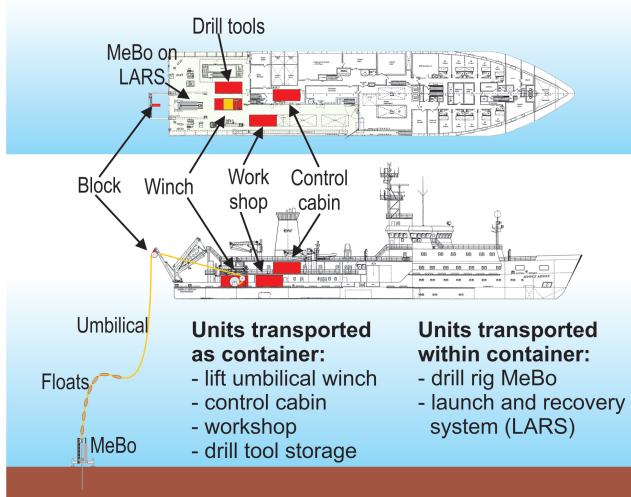 Drill tools
MeBo on
LARS
Block
Winch
Work
shop
Control
cabin
Umbilical
Floats
MeBo
Units transported
as container:
- lift umbilical winch
- control cabin
- workshop
- drill tool storage
Units transported
within container:
- drill rig MeBo
- launch and recovery
system (LARS)